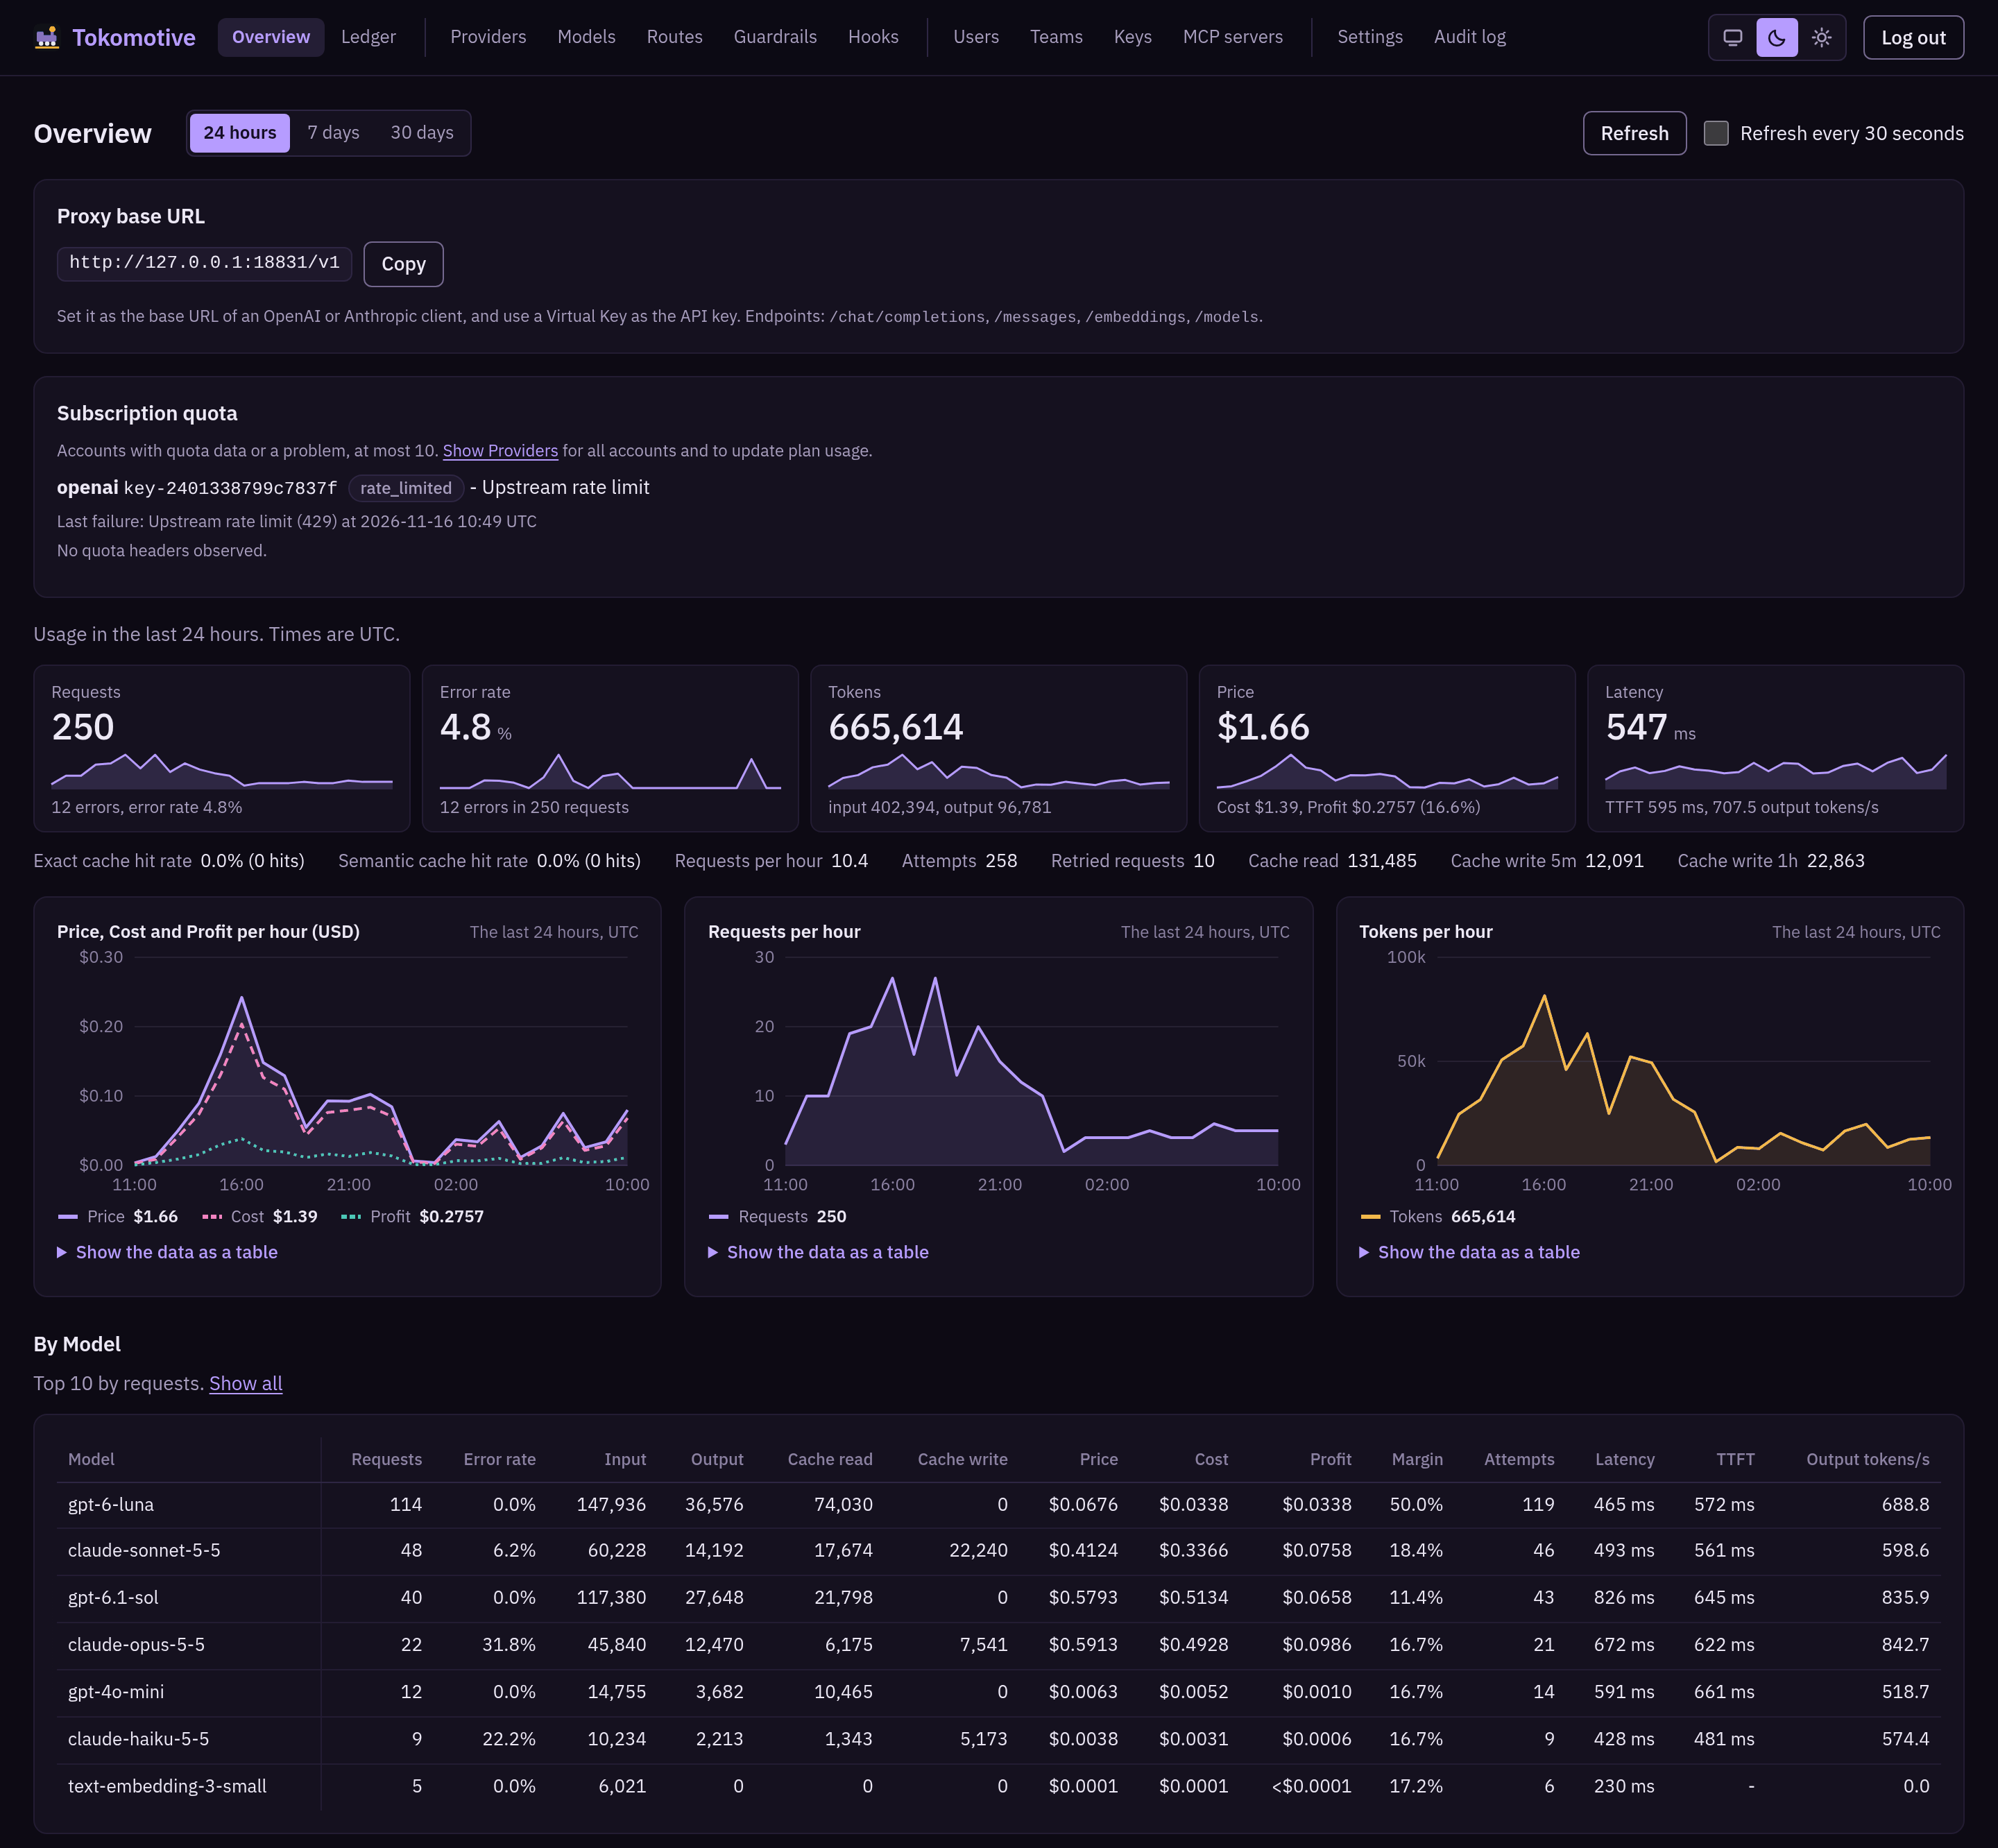 Tokomotive Overview Ledger Providers Models Routes Guardrails Hooks Users Teams Keys MCP servers Settings Audit log Log out
Overview 24 hours 7 days 30 days Refresh Refresh every 30 seconds
Proxy base URL
http://127.0.0.1:18831/v1 Copy
Set it as the base URL of an OpenAI or Anthropic client, and use a Virtual Key as the API key. Endpoints: /chat/completions, /messages, /embeddings, /models.
Subscription quota
Accounts with quota data or a problem, at most 10. Show Providers for all accounts and to update plan usage.
openai key-2401338799c7837f rate_limited - Upstream rate limit
Last failure: Upstream rate limit (429) at 2026-11-16 10:49 UTC
No quota headers observed.
Usage in the last 24 hours. Times are UTC.
Requests
250
12 errors, error rate 4.8%
Error rate
4.8 %
12 errors in 250 requests
Tokens
665,614
input 402,394, output 96,781
Price
$1.66
Cost $1.39, Profit $0.2757 (16.6%)
Latency
547 ms
TTFT 595 ms, 707.5 output tokens/s
Exact cache hit rate 0.0% (0 hits) Semantic cache hit rate 0.0% (0 hits) Requests per hour 10.4 Attempts 258 Retried requests 10 Cache read 131,485 Cache write 5m 12,091 Cache write 1h 22,863
Price, Cost and Profit per hour (USD) The last 24 hours, UTC
$0.30
$0.20
$0.10
$0.00
11:00 16:00 21:00 02:00 10:00
Price $1.66 Cost $1.39 Profit $0.2757
Show the data as a table
Requests per hour The last 24 hours, UTC
30
20
10
0
11:00 16:00 21:00 02:00 10:00
Requests 250
Show the data as a table
Tokens per hour The last 24 hours, UTC
100k
50k
0
11:00 16:00 21:00 02:00 10:00
Tokens 665,614
Show the data as a table
By Model
Top 10 by requests. Show all
Model Requests Error rate Input Output Cache read Cache write Price Cost Profit Margin Attempts Latency TTFT Output tokens/s
gpt-6-luna 114 0.0% 147,936 36,576 74,030 0 $0.0676 $0.0338 $0.0338 50.0% 119 465 ms 572 ms 688.8
claude-sonnet-5-5 48 6.2% 60,228 14,192 17,674 22,240 $0.4124 $0.3366 $0.0758 18.4% 46 493 ms 561 ms 598.6
gpt-6.1-sol 40 0.0% 117,380 27,648 21,798 0 $0.5793 $0.5134 $0.0658 11.4% 43 826 ms 645 ms 835.9
claude-opus-5-5 22 31.8% 45,840 12,470 6,175 7,541 $0.5913 $0.4928 $0.0986 16.7% 21 672 ms 622 ms 842.7
gpt-4o-mini 12 0.0% 14,755 3,682 10,465 0 $0.0063 $0.0052 $0.0010 16.7% 14 591 ms 661 ms 518.7
claude-haiku-5-5 9 22.2% 10,234 2,213 1,343 5,173 $0.0038 $0.0031 $0.0006 16.7% 9 428 ms 481 ms 574.4
text-embedding-3-small 5 0.0% 6,021 0 0 0 $0.0001 $0.0001 <$0.0001 17.2% 6 230 ms - 0.0